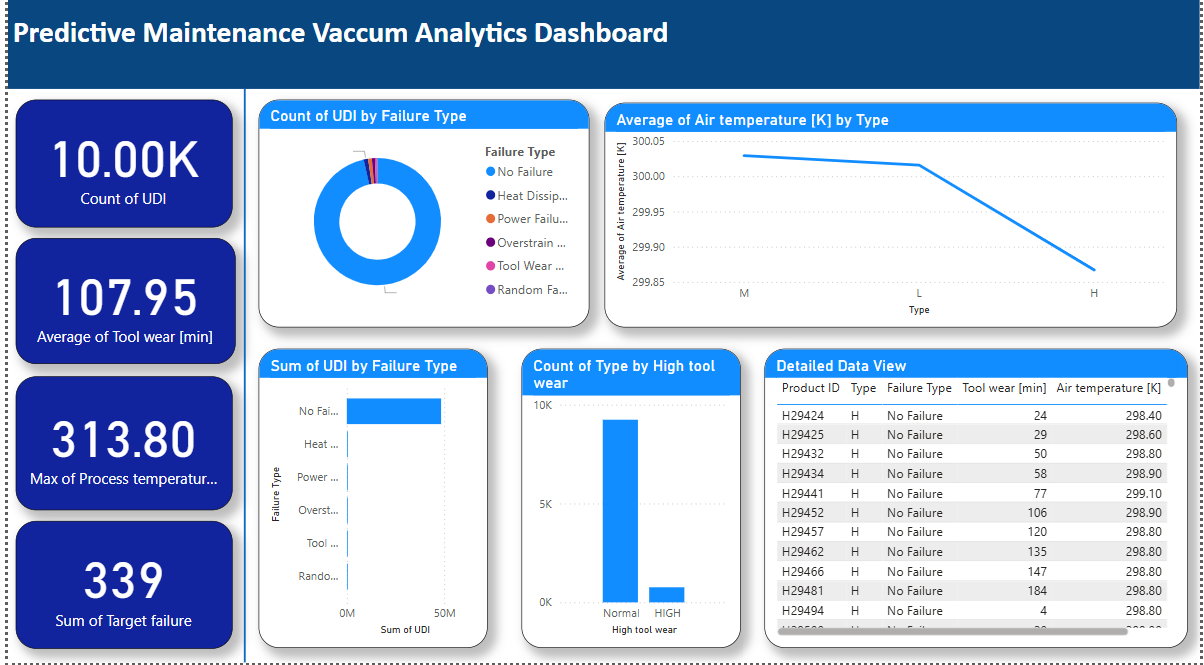 Predictive Maintenance Vaccum Analytics Dashboard
10.00K
Count of UDI
107.95
Average of Tool wear [min]
313.80
Max of Process temperatur...
339
Sum of Target failure
Count of UDI by Failure Type
Failure Type
No Failure
Heat Dissip...
Power Failu...
Overstrain ...
Tool Wear ...
Random Fa...
Average of Air temperature [K] by Type
Average of Air temperature [K]
300.05
300.00
299.95
299.90
299.85
M L H
Type
Sum of UDI by Failure Type
Failure Type
No Fai...
Heat ...
Power ...
Overst...
Tool ...
Rando...
0M 50M
Sum of UDI
Count of Type by High tool
wear
10K
5K
0K
Normal HIGH
High tool wear
Detailed Data View
Product ID Type Failure Type Tool wear [min] Air temperature [K]
H29424 H No Failure 24 298.40
H29425 H No Failure 29 298.60
H29432 H No Failure 50 298.80
H29434 H No Failure 58 298.90
H29441 H No Failure 77 299.10
H29452 H No Failure 106 298.90
H29457 H No Failure 120 298.80
H29462 H No Failure 135 298.80
H29466 H No Failure 147 298.80
H29481 H No Failure 184 298.80
H29494 H No Failure 4 298.80